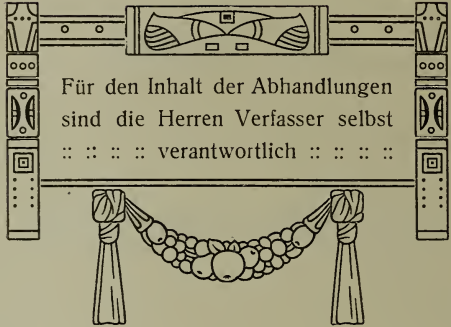 Für den Inhalt der Abhandlungen
sind die Herren Verfasser selbst
:: :: :: :: verantwortlich :: :: :: ::